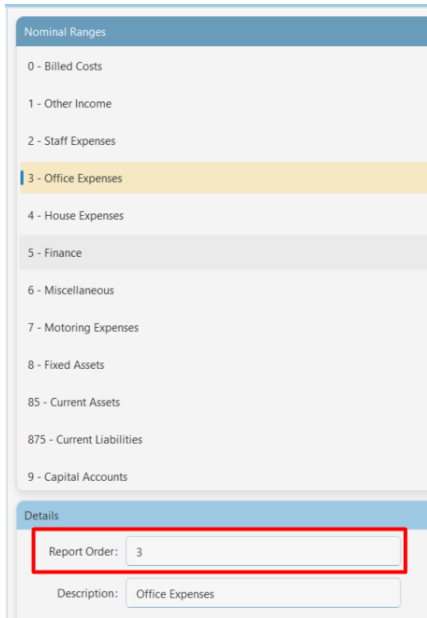 Nominal Ranges
0 - Billed Costs
1 - Other Income
2 - Staff Expenses
3 - Office Expenses
4 - House Expenses
5 - Finance
6 - Miscellaneous
7 - Motoring Expenses
8 - Fixed Assets
85 - Current Assets
875 - Current Liabilities
9 - Capital Accounts
Details
Report Order: 3
Description: Office Expenses